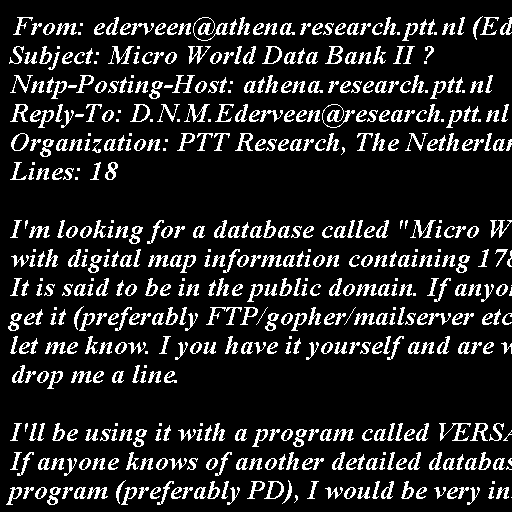 From: ederveen@athena.research.ptt.nl (Ed
Subject: Micro World Data Bank II ?
Nntp-Posting-Host: athena.research.ptt.nl
Reply-To: D.N.M.Ederveen@research.ptt.nl
Organization: PTT Research, The Netherlan
Lines: 18

I'm looking for a database called "Micro W
with digital map information containing 178
It is said to be in the public domain. If anyo
get it (preferably FTP/gopher/mailserver etc
let me know. I you have it yourself and are w
drop me a line.

I'll be using it with a program called VERSA
If anyone knows of another detailed databas
program (preferably PD), I would be very in